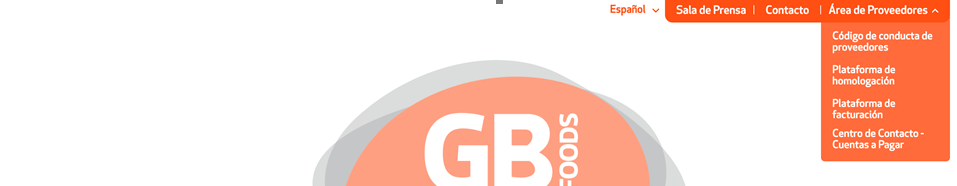 Español
Sala de Prensa
Contacto
Área de Proveedores
Código de conducta de
proveedores
Plataforma de
homologación
Plataforma de
facturación
Centro de Contacto -
Cuentas a Pagar
GB
FOODS